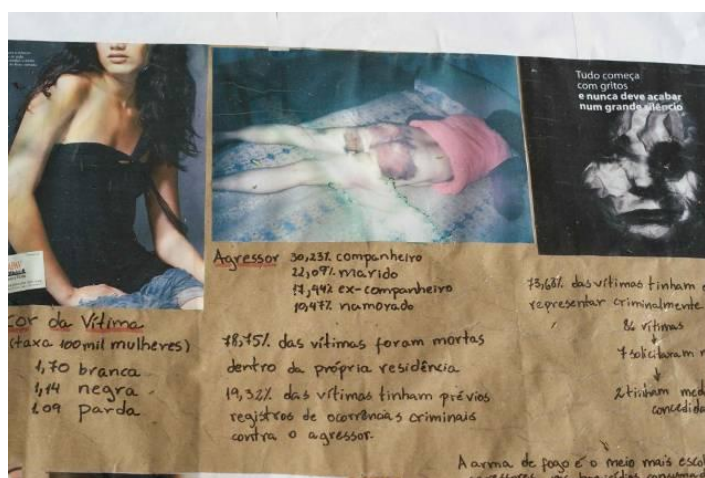 Tudo começa
com gritos
e nunca deve acabar
num grande silêncio
Agressor 30,23% companheiro
22,09% marido
17,44% ex-companheiro
10,47% namorado
78,75% das vítimas foram mortas
dentro da própria residência
19,32% das vítimas tinham prévios
registros de ocorrências criminais
contra o agressor.
cor da Vítima
(taxa 100mil mulheres)
1,70 branca
1,14 negra
1,09 parda
73,68% das vítimas tinham
representar criminalmente
86 vítimas
7 solicitaram
2 tinham
A arma de fogo é o meio mais